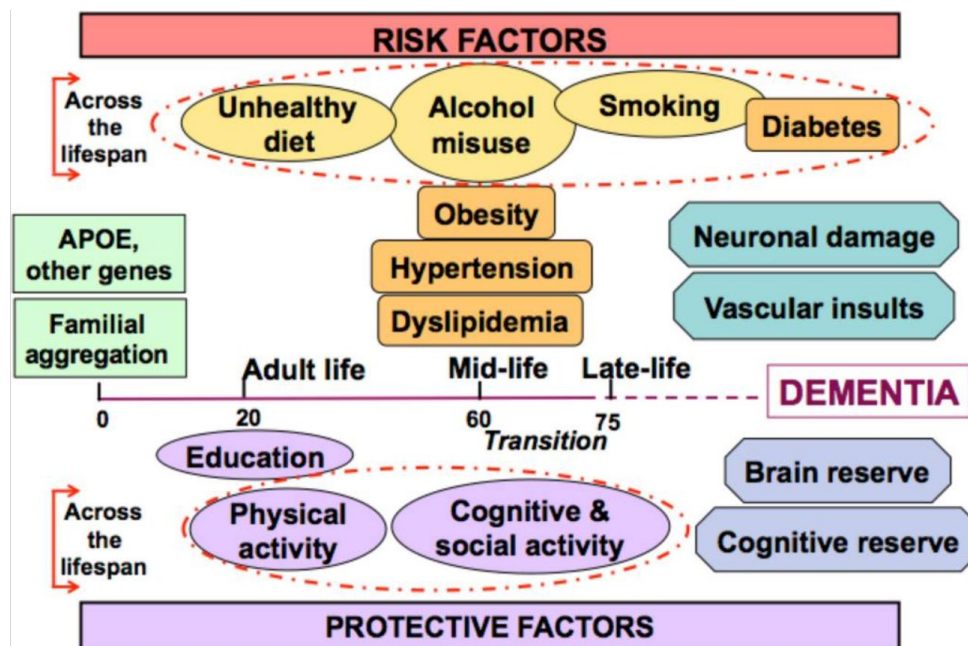 RISK FACTORS
Across
the
lifespan
Unhealthy
diet
Alcohol
misuse
Smoking
Diabetes
Obesity
Hypertension
Dyslipidemia
APOE,
other genes
Familial
aggregation
Neuronal damage
Vascular insults
Adult life
Mid-life
Late-life
0
20
60
75
Transition
DEMENTIA
Education
Across
the
lifespan
Physical
activity
Cognitive &
social activity
Brain reserve
Cognitive reserve
PROTECTIVE FACTORS